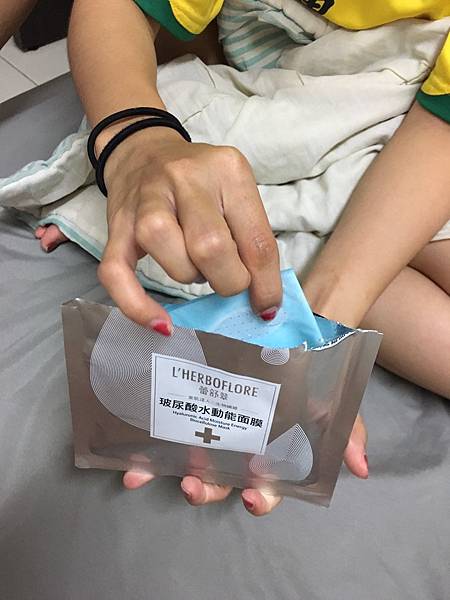 L'HERBOFLORE
蕾舒翠
玻尿酸水動能面膜
Hyaluronic Acid Moisture Energy
Biocellulose Mask